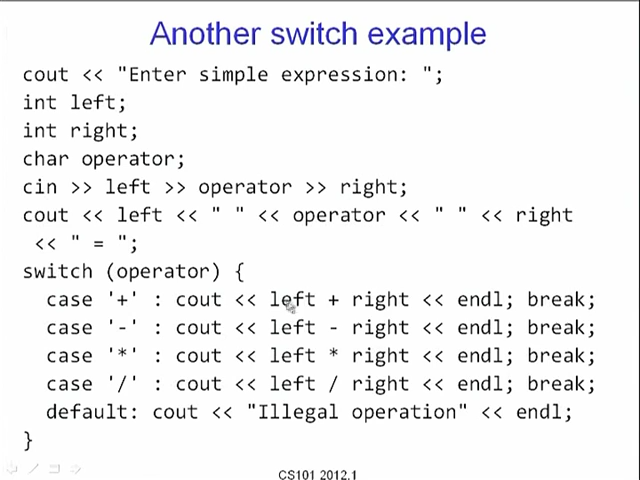 Another switch example
cout << "Enter simple expression: ";
int left;
int right;
char operator;
cin >> left >> operator >> right;
cout << left << " " << operator << " " << right
<< " = ";
switch (operator) {
case '+' : cout << left + right << endl; break;
case '-' : cout << left - right << endl; break;
case '*' : cout << left * right << endl; break;
case '/' : cout << left / right << endl; break;
default: cout << "Illegal operation" << endl;
}
CS101 2012.1